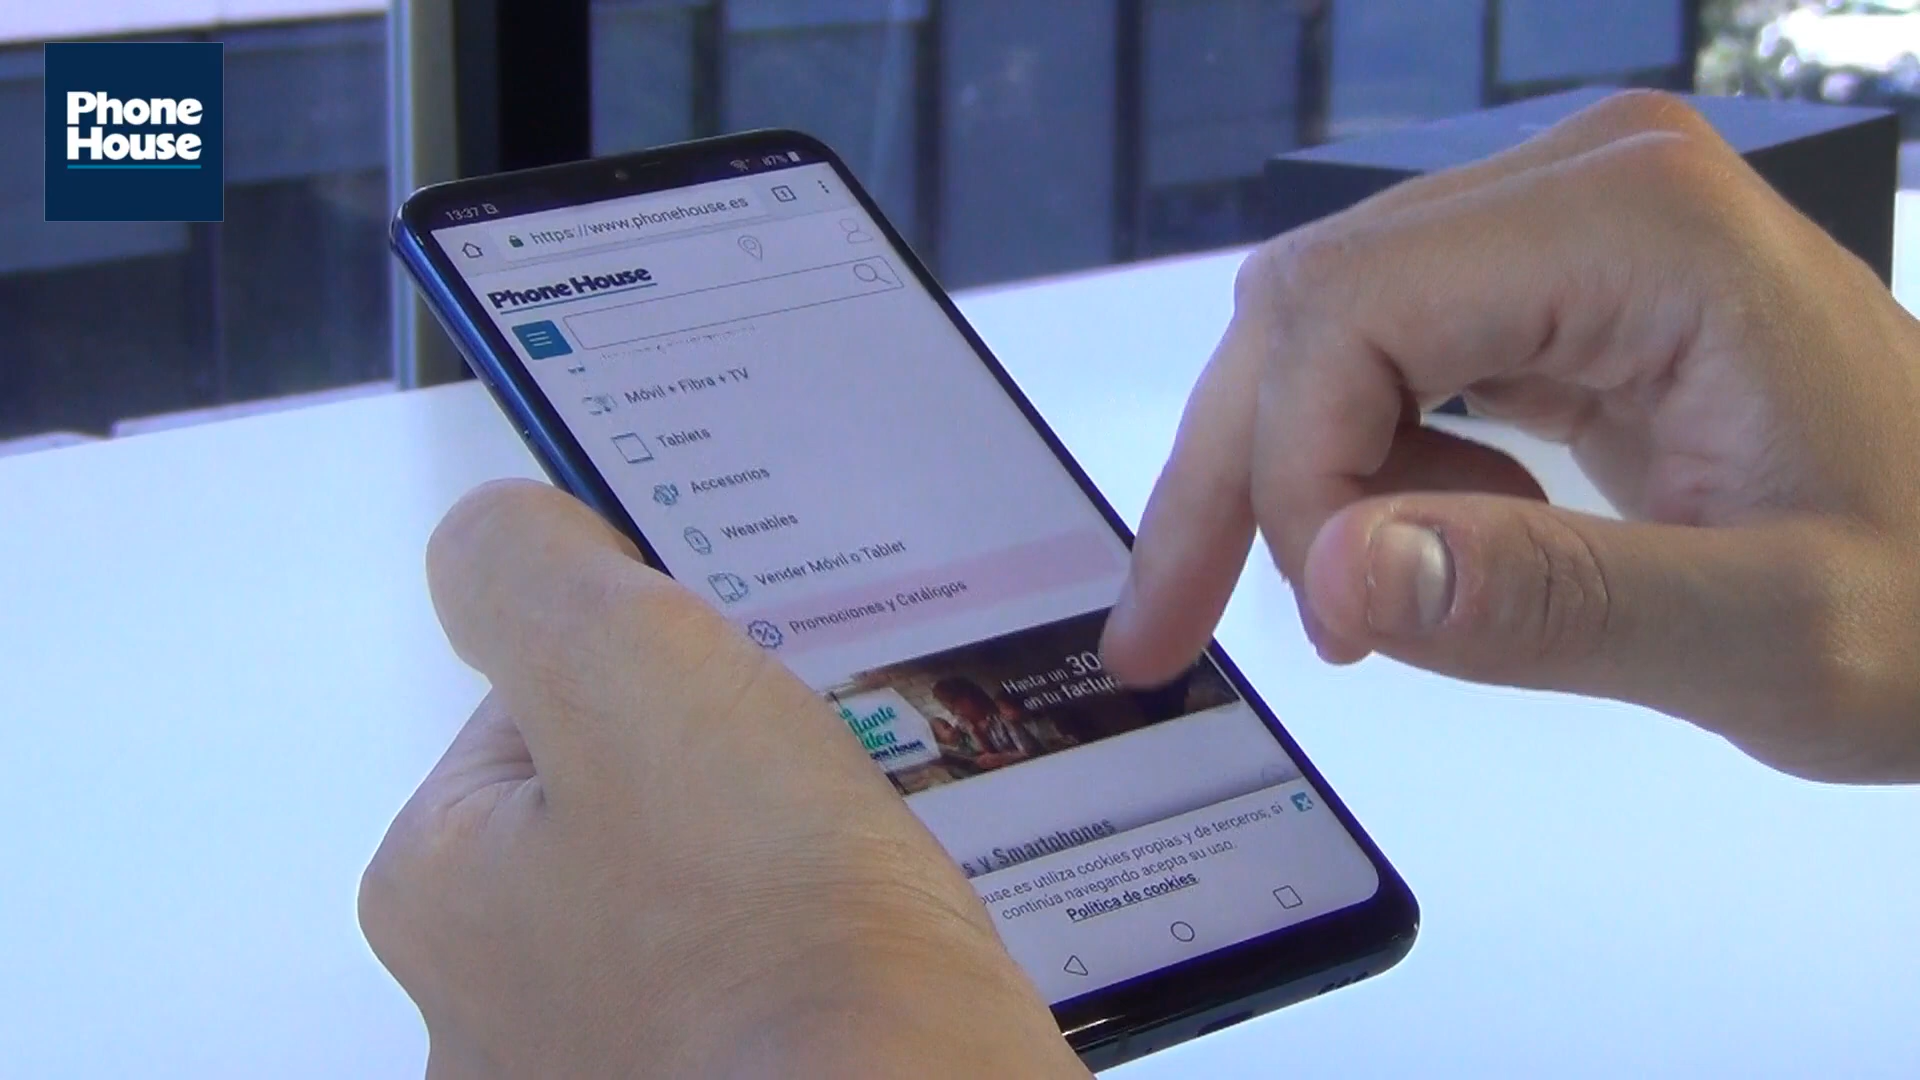 Phone
House
13:37
87%
https://www.phonehouse.es
1
Phone House
Móvil + Fibra + TV
Tablets
Accesorios
Wearables
Vender Móvil o Tablet
Promociones y Catálogos
Hasta un 30
en tu factura
s y Smartphones
ouse.es utiliza cookies propias y de terceros, si
continúa navegando acepta su uso.
Política de cookies